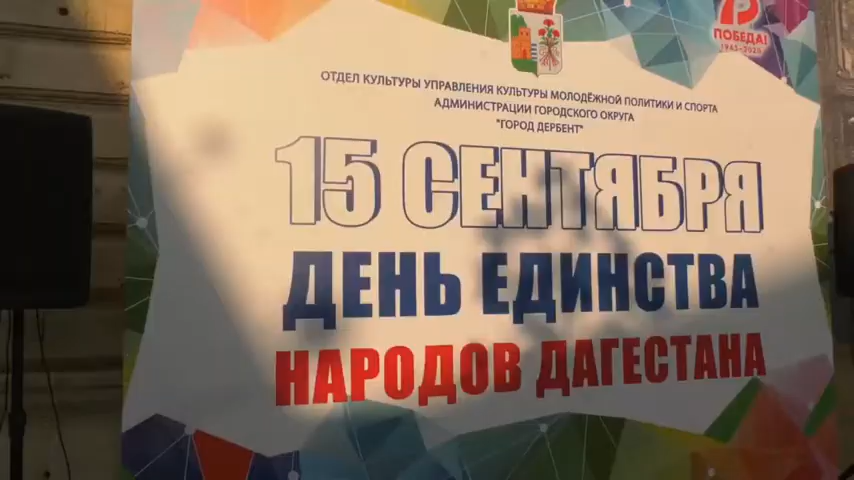 ПОБЕДА!
1945-2020
ОТДЕЛ КУЛЬТУРЫ УПРАВЛЕНИЯ КУЛЬТУРЫ МОЛОДЁЖНОЙ ПОЛИТИКИ И СПОРТА
АДМИНИСТРАЦИИ ГОРОДСКОГО ОКРУГА
"ГОРОД ДЕРБЕНТ"
15 СЕНТЯБРЯ
ДЕНЬ ЕДИНСТВА
НАРОДОВ ДАГЕСТАНА